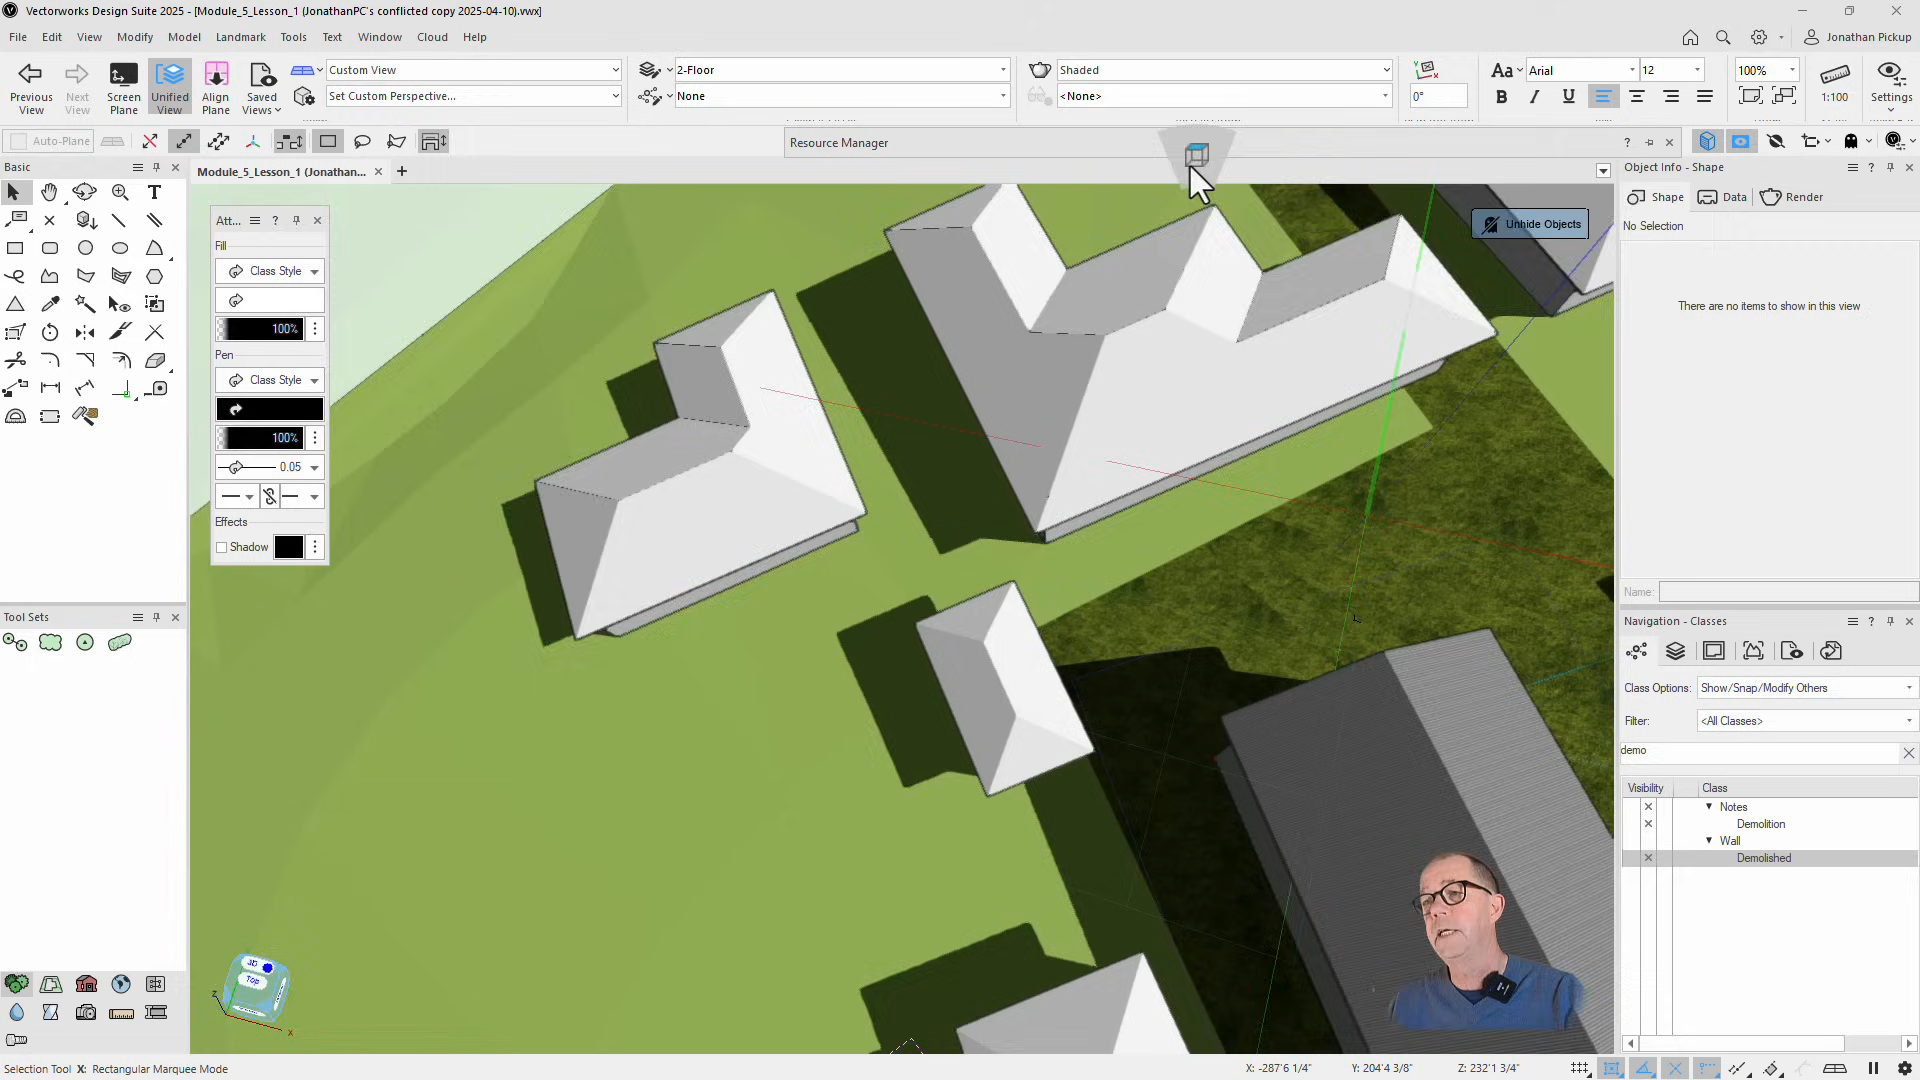 Vectorworks Design Suite 2025 - [Module_5_Lesson_1 (JonathanPC's conflicted copy 2025-04-10).vwx]
File Edit View Modify Model Landmark Tools Text Window Cloud Help
Jonathan Pickup
Previous View
Next View
Screen Plane
Unified View
Align Plane
Saved Views
Custom View
Set Custom Perspective...
2-Floor
None
Shaded
<None>
0°
Aa
Arial
12
B I U
100%
1:100
Settings
Auto-Plane
Resource Manager
?
Basic
Module_5_Lesson_1 (Jonathan...
Object Info - Shape
Shape
Data
Render
No Selection
There are no items to show in this view
Name:
Att...
?
Fill
Class Style
100%
Pen
Class Style
100%
0.05
Effects
Shadow
Unhide Objects
Tool Sets
Navigation - Classes
Class Options:
Show/Snap/Modify Others
Filter:
<All Classes>
demo
Visibility
Class
Notes
Demolition
Wall
Demolished
3D
Top
Z
X
Selection Tool X: Rectangular Marquee Mode
X: -287'6 1/4"
Y: 204'4 3/8"
Z: 232'1 3/4"